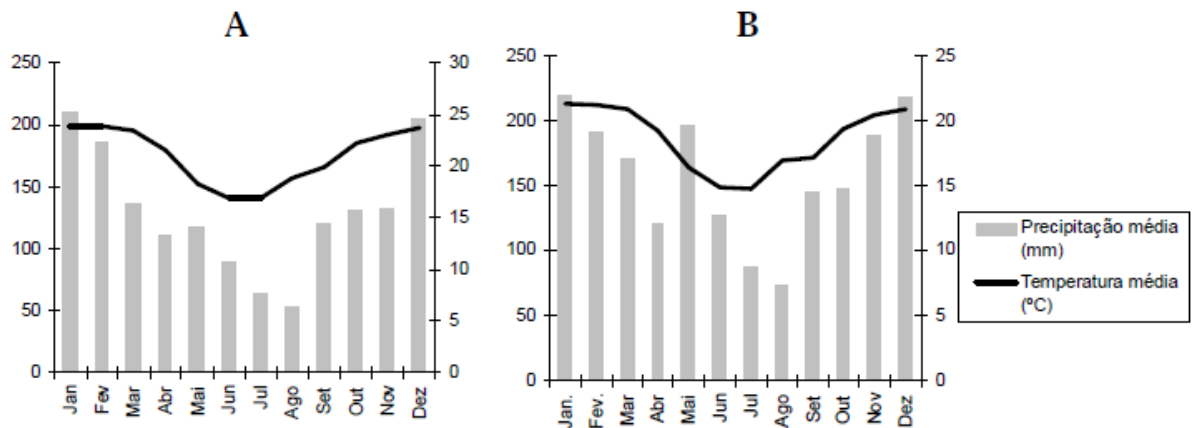 A
250
200
150
100
50
0
30
25
20
15
10
5
0
Jan
Fev
Mar
Abr
Mai
Jun
Jul
Ago
Set
Out
Nov
Dez
B
250
200
150
100
50
0
25
20
15
10
5
0
Jan.
Fev.
Mar
Abr
Mai
Jun
Jul
Ago
Set
Out
Nov
Dez
Precipitação média
(mm)
Temperatura média
(ºC)